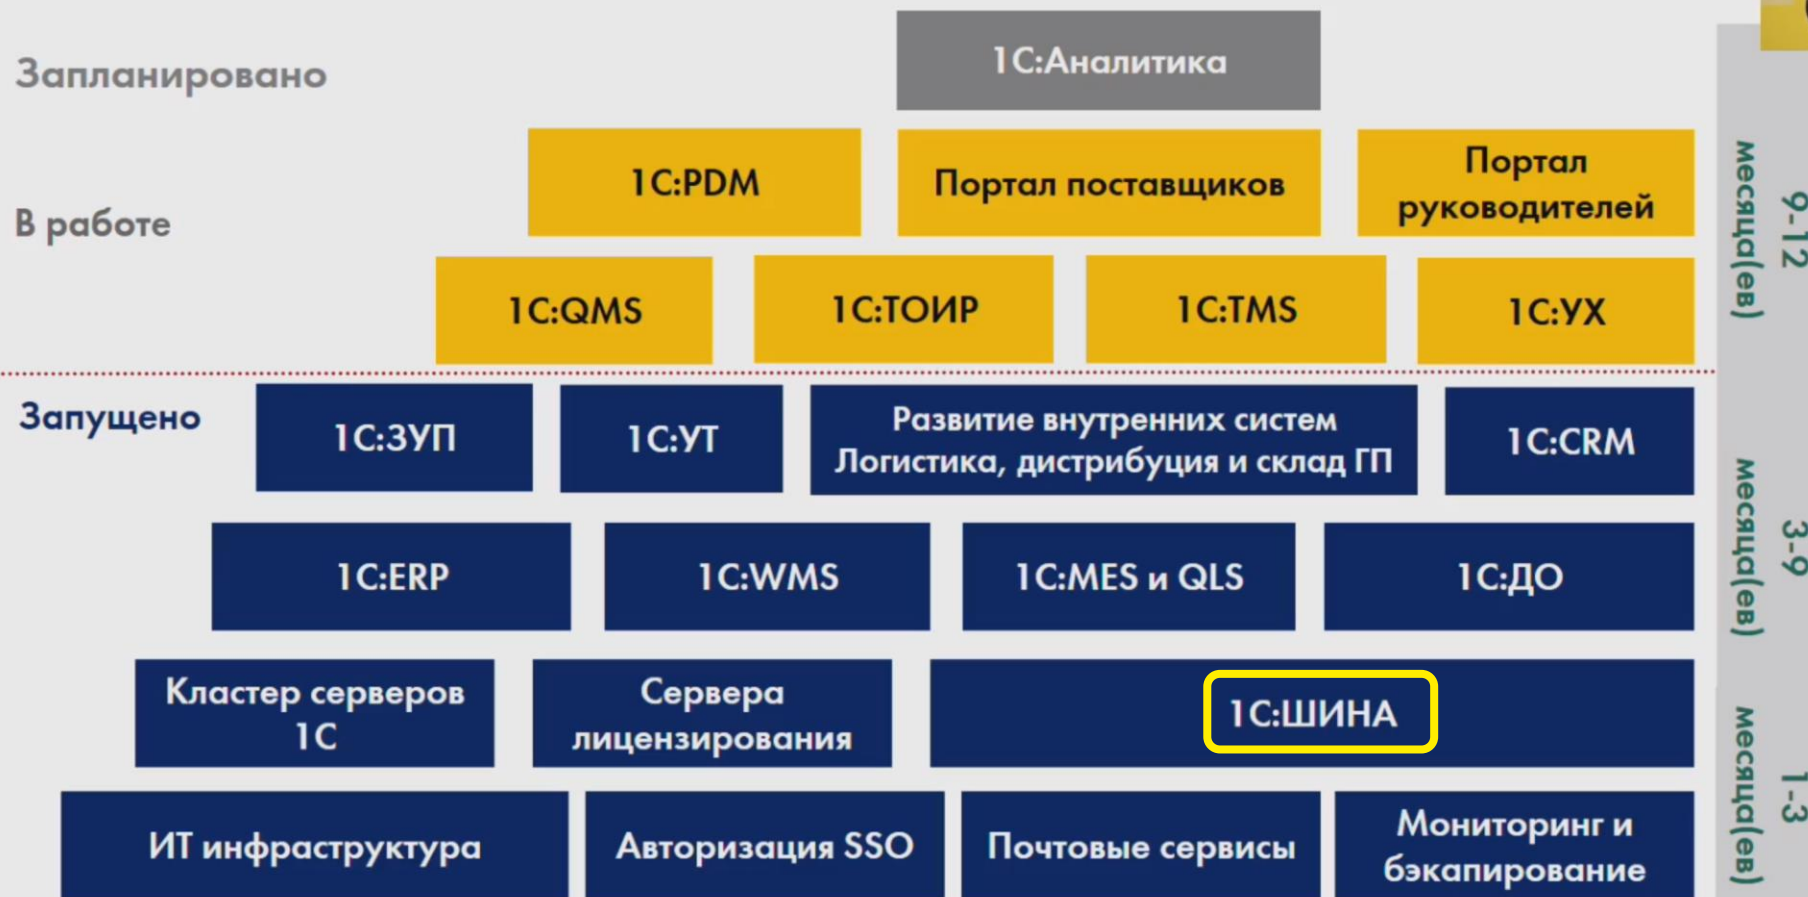 Запланировано
1С:Аналитика
В работе
1С:PDM
Портал поставщиков
Портал
руководителей
1С:QMS
1С:ТОИР
1С:TMS
1С:УХ
9-12
месяца(ев)
Запущено
1С:ЗУП
1С:УТ
Развитие внутренних систем
Логистика, дистрибуция и склад ГП
1С:CRM
1С:ERP
1С:WMS
1С:MES и QLS
1С:ДО
3-9
месяца(ев)
Кластер серверов
1С
Сервера
лицензирования
1С:ШИНА
ИТ инфраструктура
Авторизация SSO
Почтовые сервисы
Мониторинг и
бэкапирование
1-3
месяца(ев)